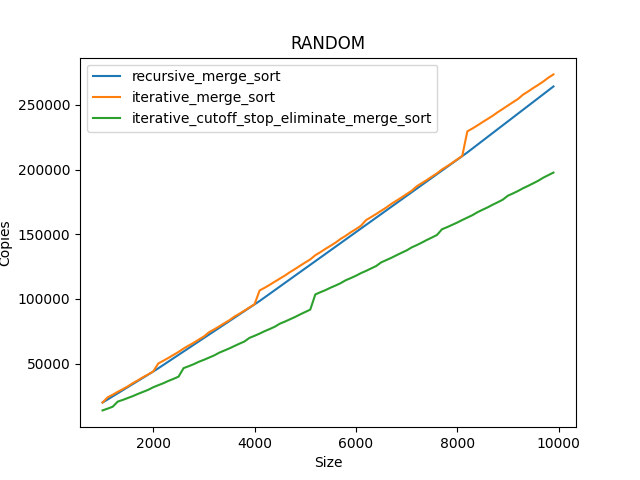 RANDOM
recursive_merge_sort
iterative_merge_sort
iterative_cutoff_stop_eliminate_merge_sort
250000
200000
150000
100000
50000
Copies
2000 4000 6000 8000 10000
Size